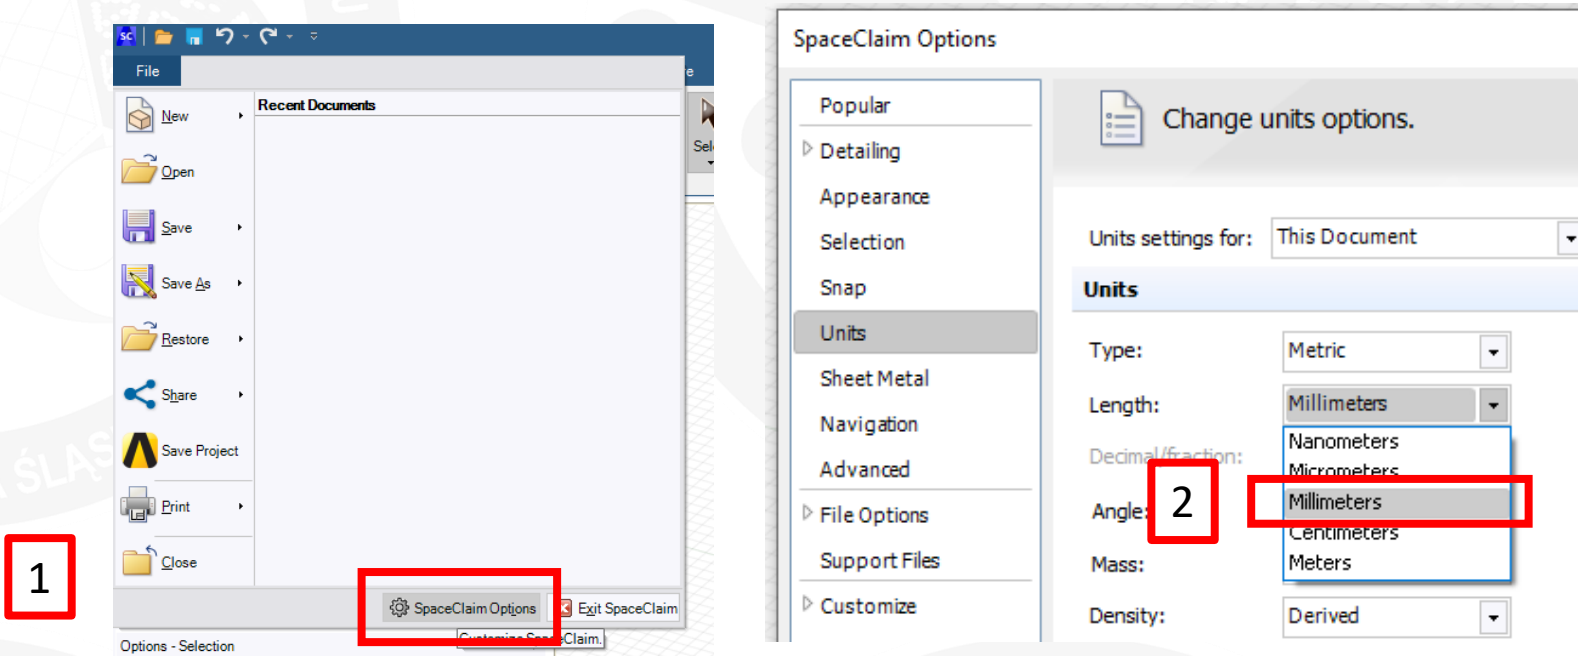 SC
File
e
New
Recent Documents
Open
Save
Save As
Restore
Share
Save Project
Print
Close
SpaceClaim Options
Exit SpaceClaim
Customize SpaceClaim.
Options - Selection
1
SpaceClaim Options
Popular
Detailing
Appearance
Selection
Snap
Units
Sheet Metal
Navigation
Advanced
File Options
Support Files
Customize
Change units options.
Units settings for: This Document
Units
Type: Metric
Length: Millimeters
Nanometers
Decimal/fraction:
Micrometers
Angle:
Millimeters
Centimeters
Mass:
Meters
Density: Derived
2